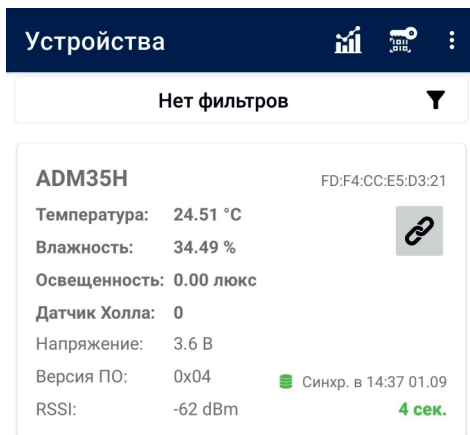 Устройства
Нет фильтров
ADM35H FD:F4:CC:E5:D3:21
Температура: 24.51 °C
Влажность: 34.49 %
Освещенность: 0.00 люкс
Датчик Холла: 0
Напряжение: 3.6 В
Версия ПО: 0x04 Синхр. в 14:37 01.09
RSSI: -62 dBm 4 сек.